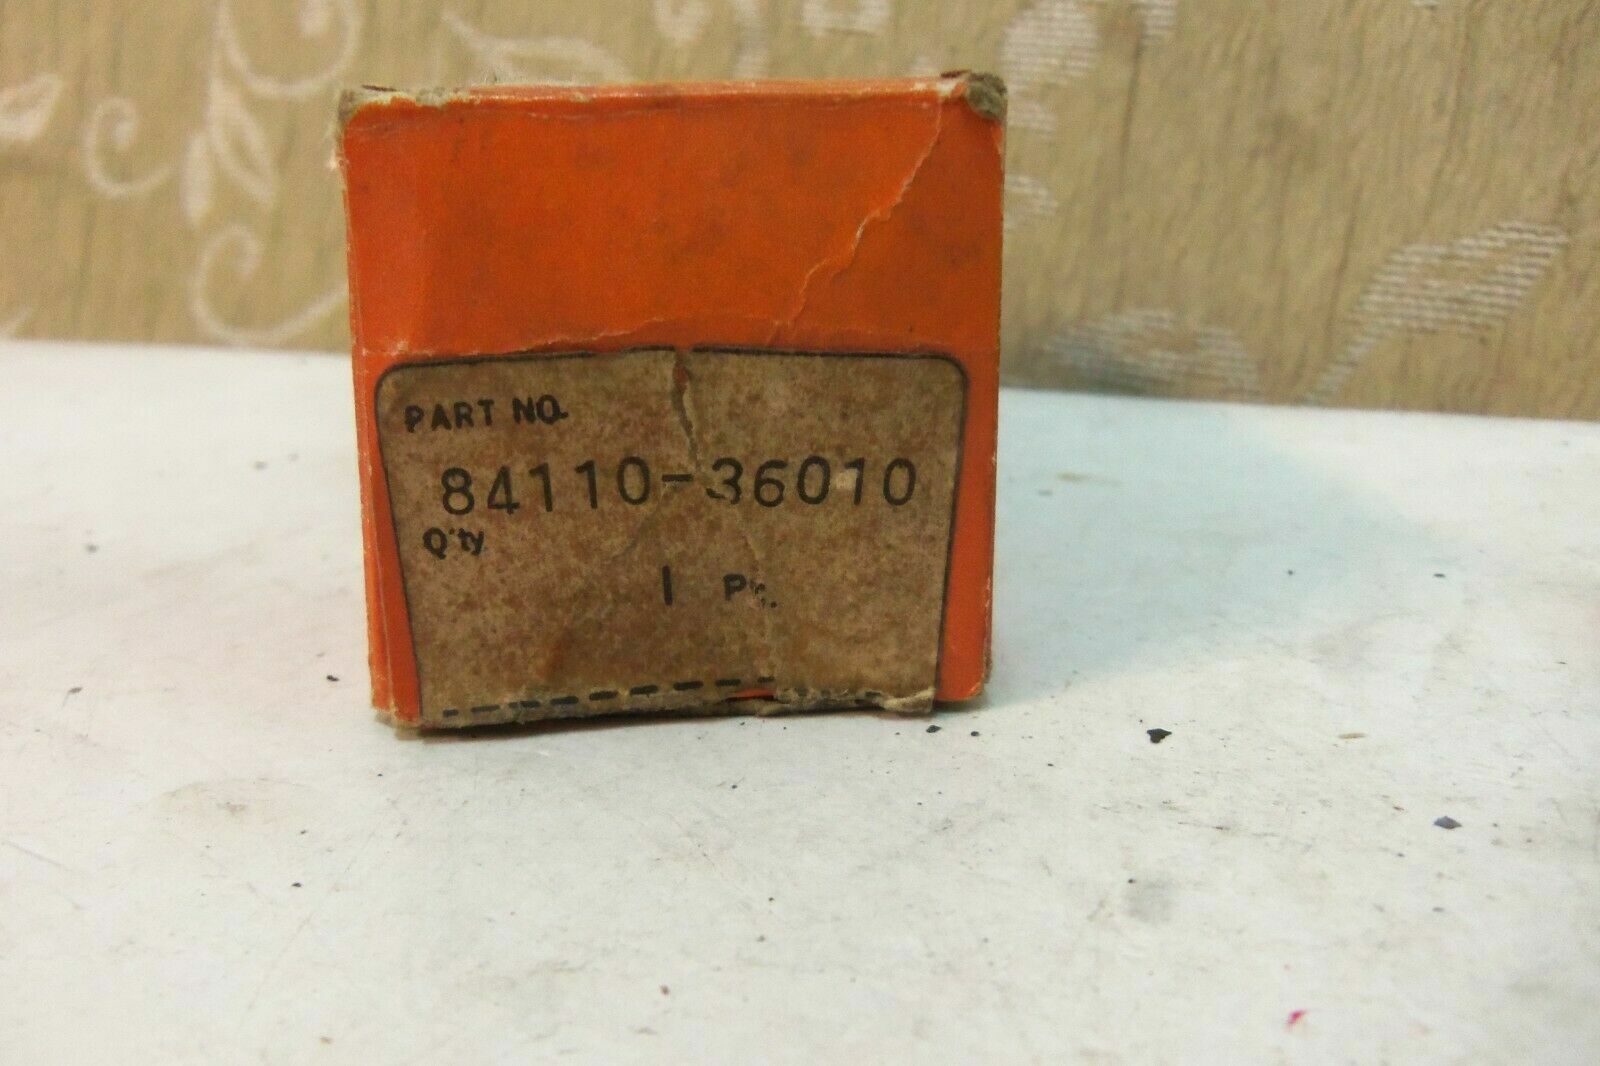 PART NO.
84110-36010
Q'ty
1 Pc.